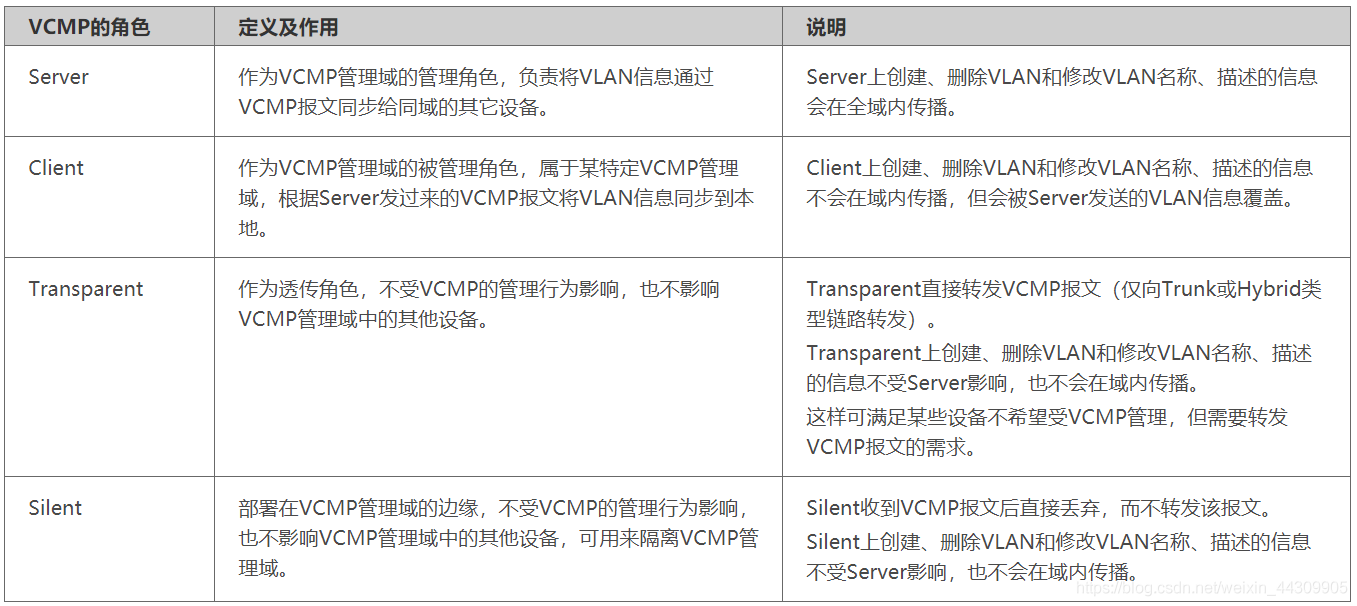 VCMP的角色
定义及作用
说明
Server
作为VCMP管理域的管理角色，负责将VLAN信息通过
VCMP报文同步给同域的其它设备。
Server上创建、删除VLAN和修改VLAN名称、描述的信息
会在全域内传播。
Client
作为VCMP管理域的被管理角色，属于某特定VCMP管理
域，根据Server发过来的VCMP报文将VLAN信息同步到本
地。
Client上创建、删除VLAN和修改VLAN名称、描述的信息
不会在域内传播，但会被Server发送的VLAN信息覆盖。
Transparent
作为透传角色，不受VCMP的管理行为影响，也不影响
VCMP管理域中的其他设备。
Transparent直接转发VCMP报文（仅向Trunk或Hybrid类
型链路转发）。
Transparent上创建、删除VLAN和修改VLAN名称、描述
的信息不受Server影响，也不会在域内传播。
这样可满足某些设备不希望受VCMP管理，但需要转发
VCMP报文的需求。
Silent
部署在VCMP管理域的边缘，不受VCMP的管理行为影响，
也不影响VCMP管理域中的其他设备，可用来隔离VCMP管
理域。
Silent收到VCMP报文后直接丢弃，而不转发该报文。
Silent上创建、删除VLAN和修改VLAN名称、描述的信息
不受Server影响，也不会在域内传播。
https://blog.csdn.net/weixin_44309905